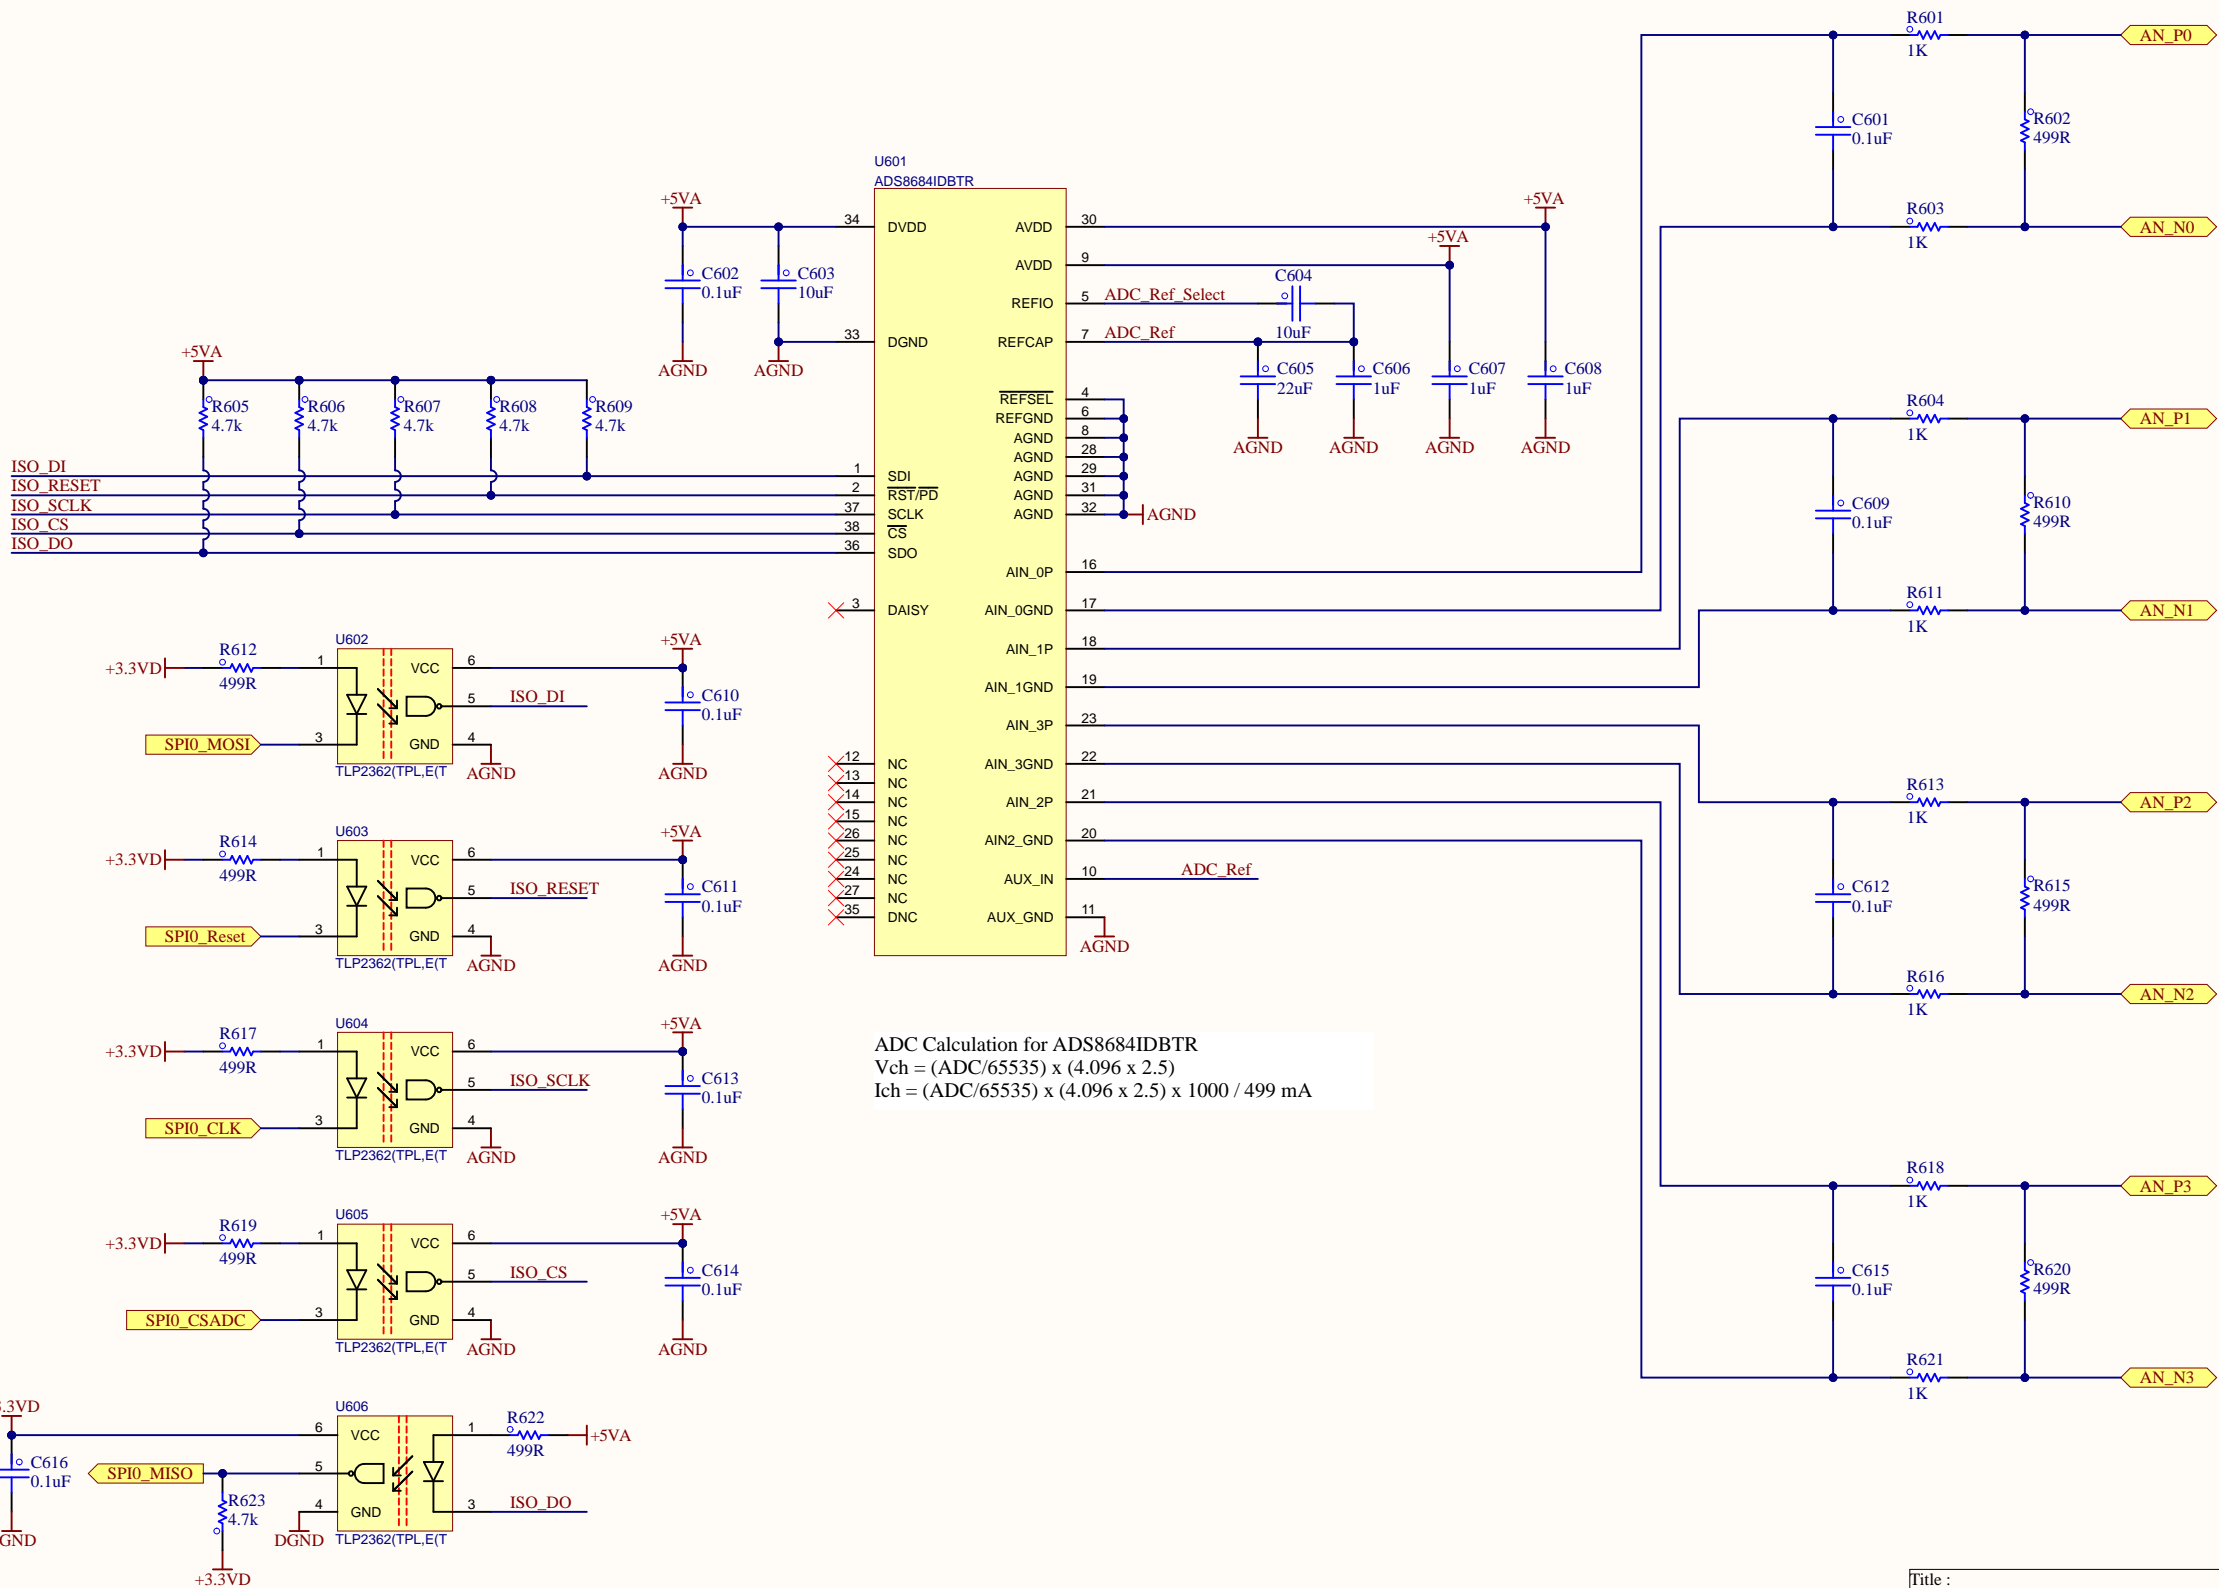 R601
1K
AN_P0
C601
0.1uF
R602
499R
R603
1K
AN_N0
U601
ADS8684IDBTR
+5VA
C602
0.1uF
C603
10uF
AGND
AGND
34
DVDD
33
DGND
AVDD
30
+5VA
AVDD
9
+5VA
REFIO
5
ADC_Ref_Select
C604
10uF
REFCAP
7
ADC_Ref
C605
22uF
C606
1uF
C607
1uF
C608
1uF
AGND
AGND
AGND
AGND
REFSEL
4
REFGND
6
AGND
8
AGND
28
AGND
29
AGND
31
AGND
32
AGND
+5VA
R605
4.7k
R606
4.7k
R607
4.7k
R608
4.7k
R609
4.7k
ISO_DI
1
SDI
ISO_RESET
2
RST/PD
ISO_SCLK
37
SCLK
ISO_CS
38
CS
ISO_DO
36
SDO
3
DAISY
12
NC
13
NC
14
NC
15
NC
26
NC
25
NC
24
NC
27
NC
35
DNC
AIN_0P
16
AIN_0GND
17
AIN_1P
18
AIN_1GND
19
AIN_3P
23
AIN_3GND
22
AIN_2P
21
AIN2_GND
20
AUX_IN
10
ADC_Ref
AUX_GND
11
AGND
R604
1K
AN_P1
C609
0.1uF
R610
499R
R611
1K
AN_N1
R613
1K
AN_P2
C612
0.1uF
R615
499R
R616
1K
AN_N2
R618
1K
AN_P3
C615
0.1uF
R620
499R
R621
1K
AN_N3
U602
+3.3VD
R612
499R
1
VCC
6
+5VA
5
ISO_DI
C610
0.1uF
SPI0_MOSI
3
GND
4
AGND
AGND
TLP2362(TPL,E(T
U603
+3.3VD
R614
499R
1
VCC
6
+5VA
5
ISO_RESET
C611
0.1uF
SPI0_Reset
3
GND
4
AGND
AGND
TLP2362(TPL,E(T
U604
+3.3VD
R617
499R
1
VCC
6
+5VA
5
ISO_SCLK
C613
0.1uF
SPI0_CLK
3
GND
4
AGND
AGND
TLP2362(TPL,E(T
U605
+3.3VD
R619
499R
1
VCC
6
+5VA
5
ISO_CS
C614
0.1uF
SPI0_CSADC
3
GND
4
AGND
AGND
TLP2362(TPL,E(T
ADC Calculation for ADS8684IDBTR
Vch = (ADC/65535) x (4.096 x 2.5)
Ich = (ADC/65535) x (4.096 x 2.5) x 1000 / 499 mA
.3VD
C616
0.1uF
GND
U606
6
VCC
1
R622
499R
+5VA
SPI0_MISO
5
R623
4.7k
+3.3VD
4
GND
3
ISO_DO
DGND
TLP2362(TPL,E(T
Title :